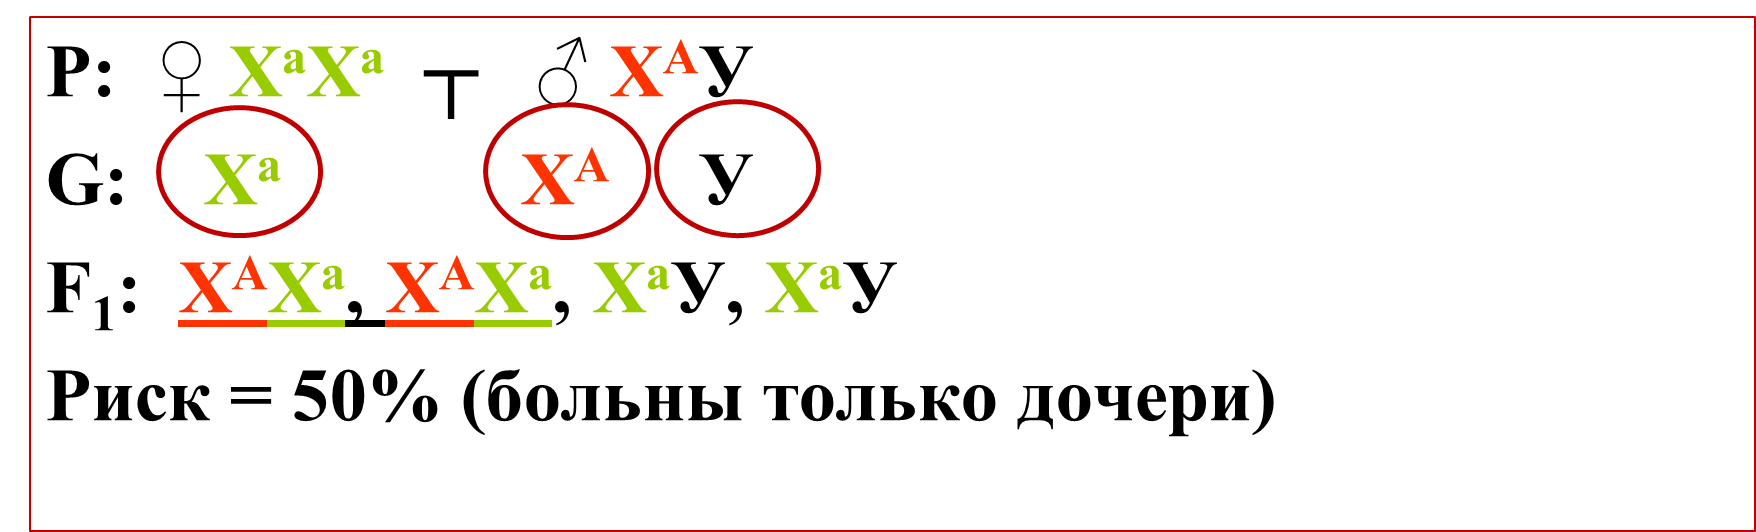 Р: ♀ XᵃXᵃ ┬ ♂ XᴬУ
G: Xᵃ Xᴬ У
F₁: XᴬXᵃ, XᴬXᵃ, XᵃУ, XᵃУ
Риск = 50% (больны только дочери)